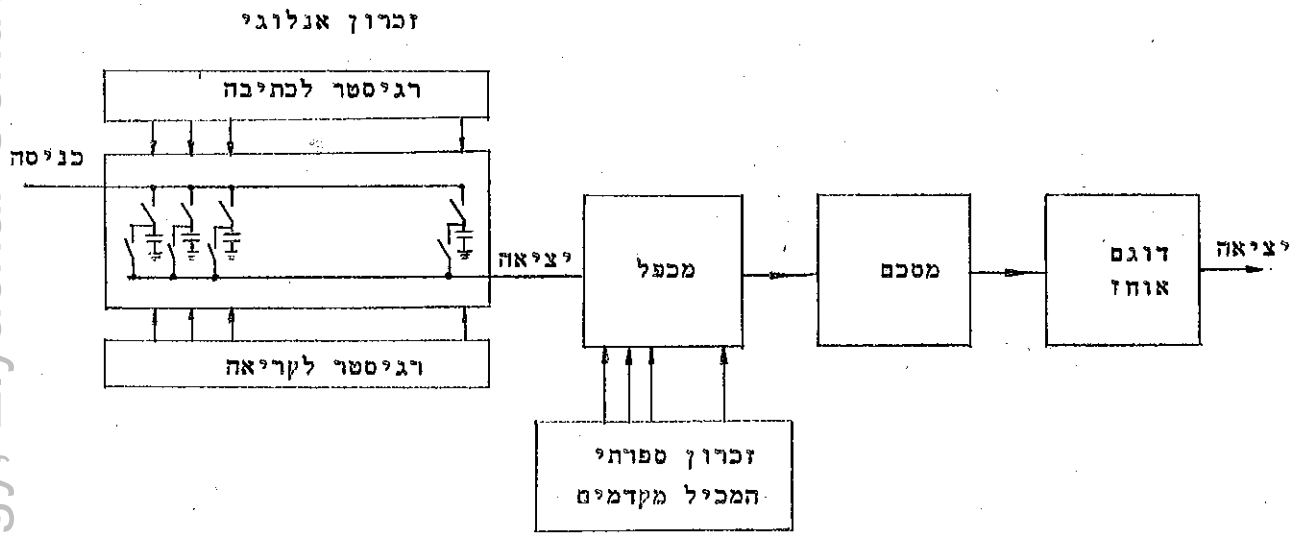 זכרון אנלוגי
רגיסטר לכתיבה
כניסה
יציאה
רגיסטר לקריאה
מכפל
מסכם
דוגם
אוחז
יציאה
זכרון ספרתי
המכיל מקדמים